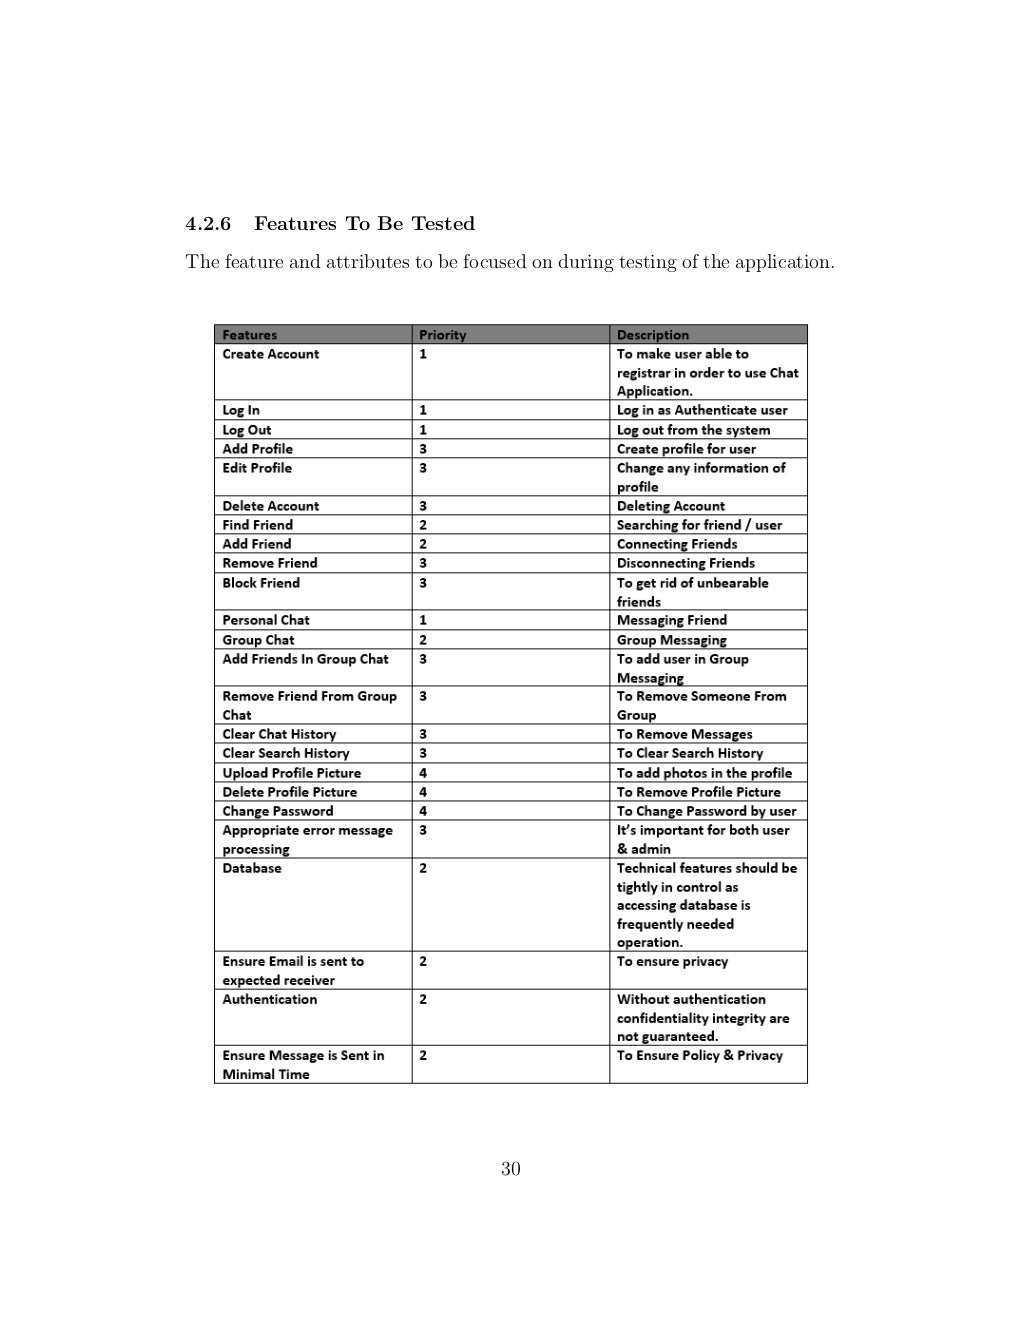 4.2.6 Features To Be Tested
The feature and attributes to be focused on during testing of the application.
Features Priority Description
Create Account 1 To make user able to
registrar in order to use Chat
Application.
Log In 1 Log in as Authenticate user
Log Out 1 Log out from the system
Add Profile 3 Create profile for user
Edit Profile 3 Change any information of
profile
Delete Account 3 Deleting Account
Find Friend 2 Searching for friend / user
Add Friend 2 Connecting Friends
Remove Friend 3 Disconnecting Friends
Block Friend 3 To get rid of unbearable
friends
Personal Chat 1 Messaging Friend
Group Chat 2 Group Messaging
Add Friends In Group Chat 3 To add user in Group
Messaging
Remove Friend From Group 3 To Remove Someone From
Chat Group
Clear Chat History 3 To Remove Messages
Clear Search History 3 To Clear Search History
Upload Profile Picture 4 To add photos in the profile
Delete Profile Picture 4 To Remove Profile Picture
Change Password 4 To Change Password by user
Appropriate error message 3 It's important for both user
processing & admin
Database 2 Technical features should be
tightly in control as
accessing database is
frequently needed
operation.
Ensure Email is sent to 2 To ensure privacy
expected receiver
Authentication 2 Without authentication
confidentiality integrity are
not guaranteed.
Ensure Message is Sent in 2 To Ensure Policy & Privacy
Minimal Time
30